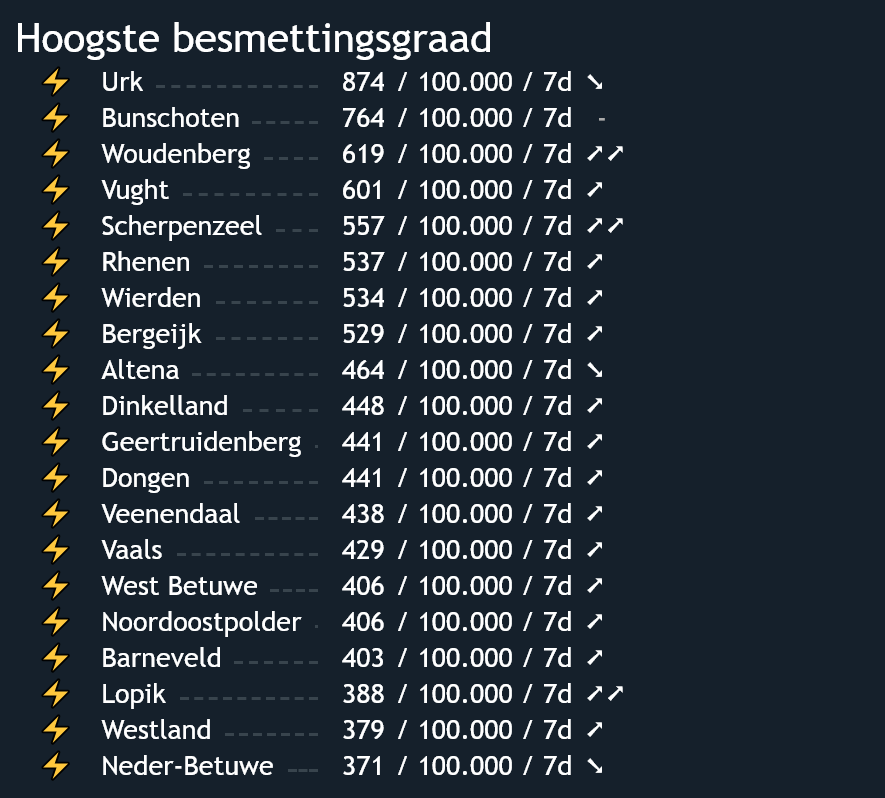 Hoogste besmettingsgraad
⚡ Urk ----------- 874 / 100.000 / 7d ➘
⚡ Bunschoten ----- 764 / 100.000 / 7d -
⚡ Woudenberg ---- 619 / 100.000 / 7d ➚➚
⚡ Vught --------- 601 / 100.000 / 7d ➚
⚡ Scherpenzeel --- 557 / 100.000 / 7d ➚➚
⚡ Rhenen -------- 537 / 100.000 / 7d ➚
⚡ Wierden ------- 534 / 100.000 / 7d ➚
⚡ Bergeijk ------- 529 / 100.000 / 7d ➚
⚡ Altena --------- 464 / 100.000 / 7d ➘
⚡ Dinkelland ----- 448 / 100.000 / 7d ➚
⚡ Geertruidenberg - 441 / 100.000 / 7d ➚
⚡ Dongen -------- 441 / 100.000 / 7d ➚
⚡ Veenendaal ----- 438 / 100.000 / 7d ➚
⚡ Vaals ---------- 429 / 100.000 / 7d ➚
⚡ West Betuwe ---- 406 / 100.000 / 7d ➚
⚡ Noordoostpolder - 406 / 100.000 / 7d ➚
⚡ Barneveld ------ 403 / 100.000 / 7d ➚
⚡ Lopik ---------- 388 / 100.000 / 7d ➚➚
⚡ Westland ------- 379 / 100.000 / 7d ➚
⚡ Neder-Betuwe --- 371 / 100.000 / 7d ➘